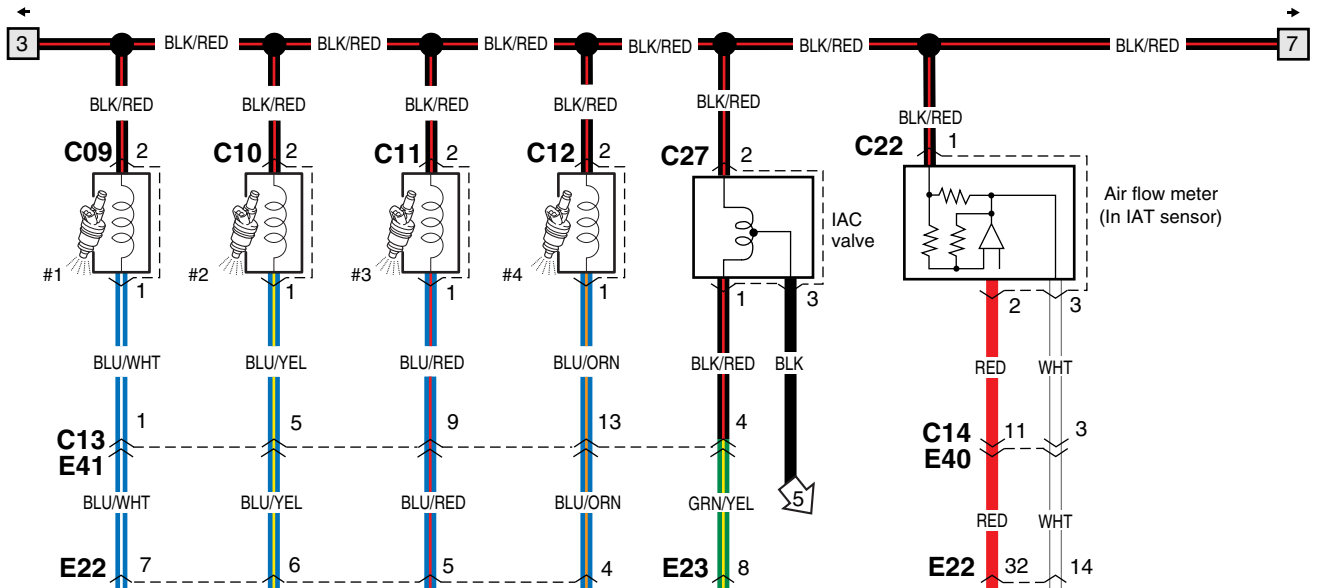 3 BLK/RED BLK/RED BLK/RED BLK/RED BLK/RED BLK/RED 7
BLK/RED BLK/RED BLK/RED BLK/RED BLK/RED BLK/RED
C09 2 C10 2 C11 2 C12 2 C27 2 C22 1
Air flow meter
(In IAT sensor)
IAC
valve
#1 #2 #3 #4
1 1 1 1 1 3 2 3
BLU/WHT BLU/YEL BLU/RED BLU/ORN BLK/RED BLK RED WHT
C13 1 5 9 13 4 C14 11 3
E41 E40
BLU/WHT BLU/YEL BLU/RED BLU/ORN GRN/YEL 5 RED WHT
E22 7 6 5 4 E23 8 E22 32 14